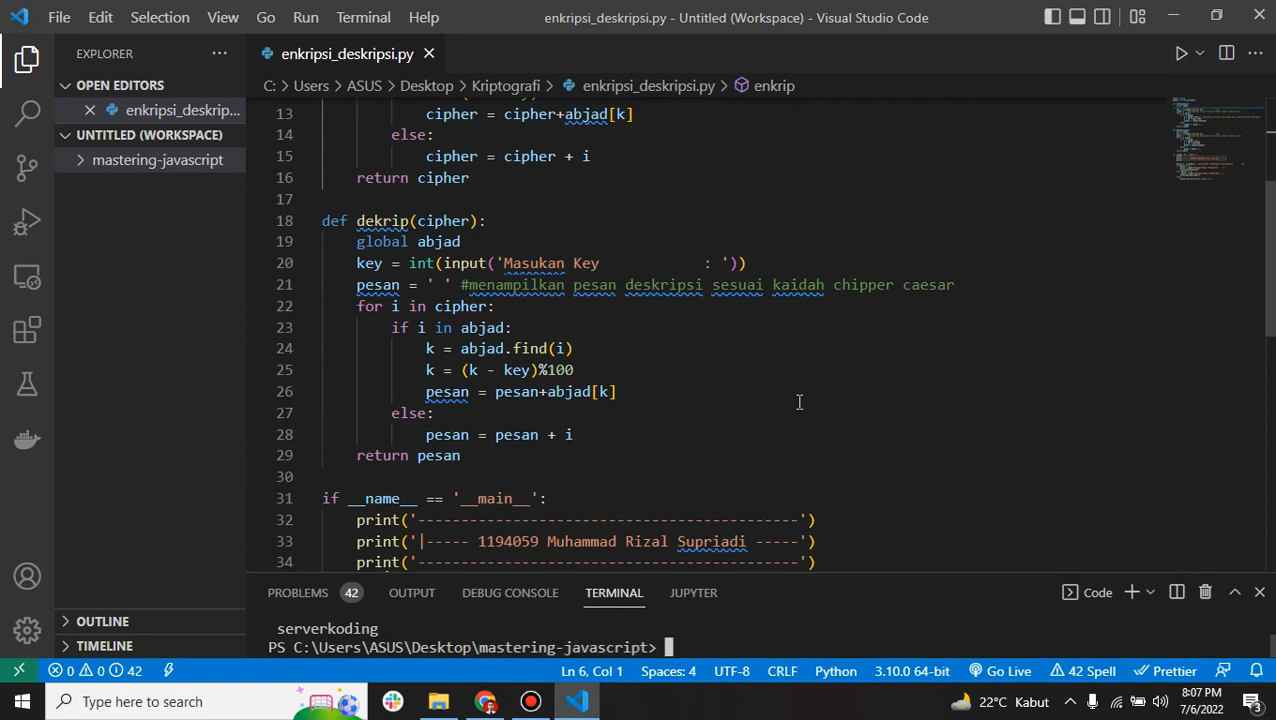 File Edit Selection View Go Run Terminal Help
enkripsi_deskripsi.py - Untitled (Workspace) - Visual Studio Code
EXPLORER
OPEN EDITORS
enkripsi_deskrip...
UNTITLED (WORKSPACE)
mastering-javascript
OUTLINE
TIMELINE
enkripsi_deskripsi.py
C: > Users > ASUS > Desktop > Kriptografi > enkripsi_deskripsi.py > enkrip
13 cipher = cipher+abjad[k]
14 else:
15 cipher = cipher + i
16 return cipher
17
18 def dekrip(cipher):
19 global abjad
20 key = int(input('Masukan Key : '))
21 pesan = ' ' #menampilkan pesan deskripsi sesuai kaidah chipper caesar
22 for i in cipher:
23 if i in abjad:
24 k = abjad.find(i)
25 k = (k - key)%100
26 pesan = pesan+abjad[k]
27 else:
28 pesan = pesan + i
29 return pesan
30
31 if __name__ == '__main__':
32 print('--------------------------------------------')
33 print('|----- 1194059 Muhammad Rizal Supriadi -----')
34 print('--------------------------------------------')
PROBLEMS 42 OUTPUT DEBUG CONSOLE TERMINAL JUPYTER Code
serverkoding
PS C:\Users\ASUS\Desktop\mastering-javascript>
0 0 42 Ln 6, Col 1 Spaces: 4 UTF-8 CRLF Python 3.10.0 64-bit Go Live 42 Spell Prettier
Type here to search
22°C Kabut
8:07 PM
7/6/2022
3